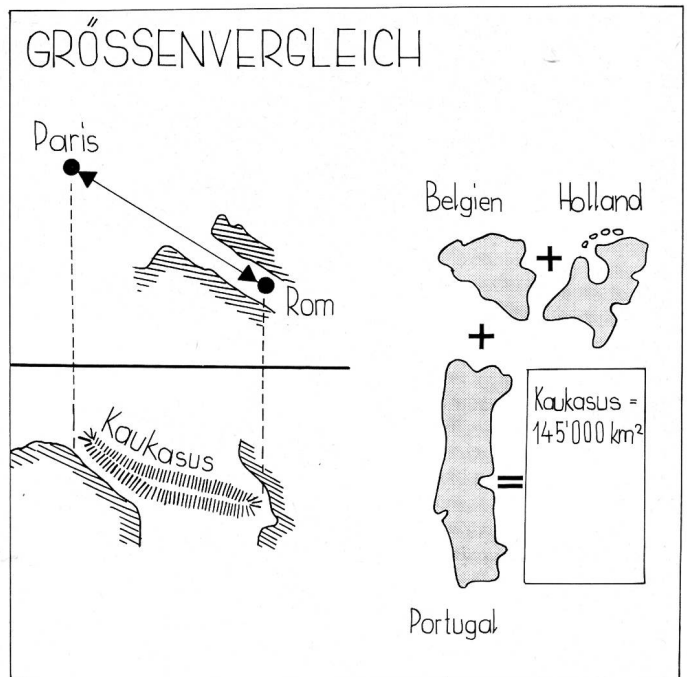 GRÖSSENVERGLEICH
Paris
Rom
Kaukasus
Belgien
Holland
+
+
Portugal
=
Kaukasus =
145'000 km²